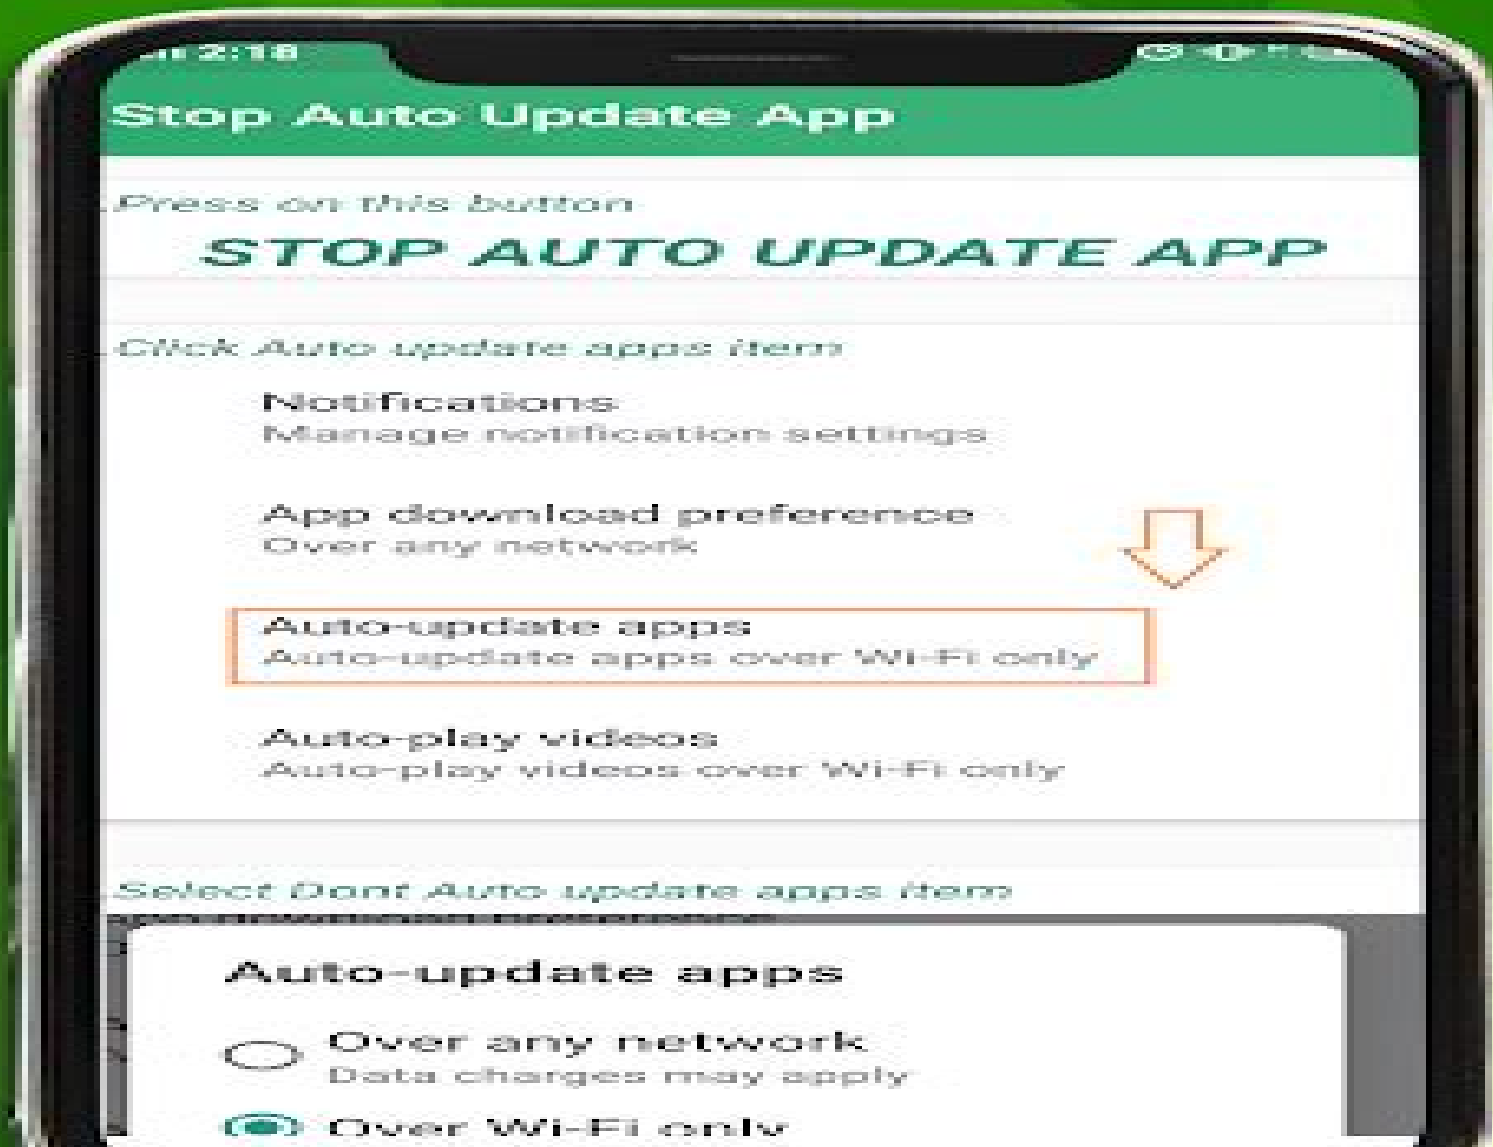 2:18
Stop Auto Update App
Press on this button
STOP AUTO UPDATE APP
Click Auto update apps item
Notifications
Manage notification settings
App download preference
Over any network
Auto-update apps
Auto-update apps over Wi-Fi only
Auto-play videos
Auto-play videos over Wi-Fi only
Select Dont Auto update apps item
App download preference
Auto-update apps
Over any network
Data charges may apply
Over Wi-Fi only